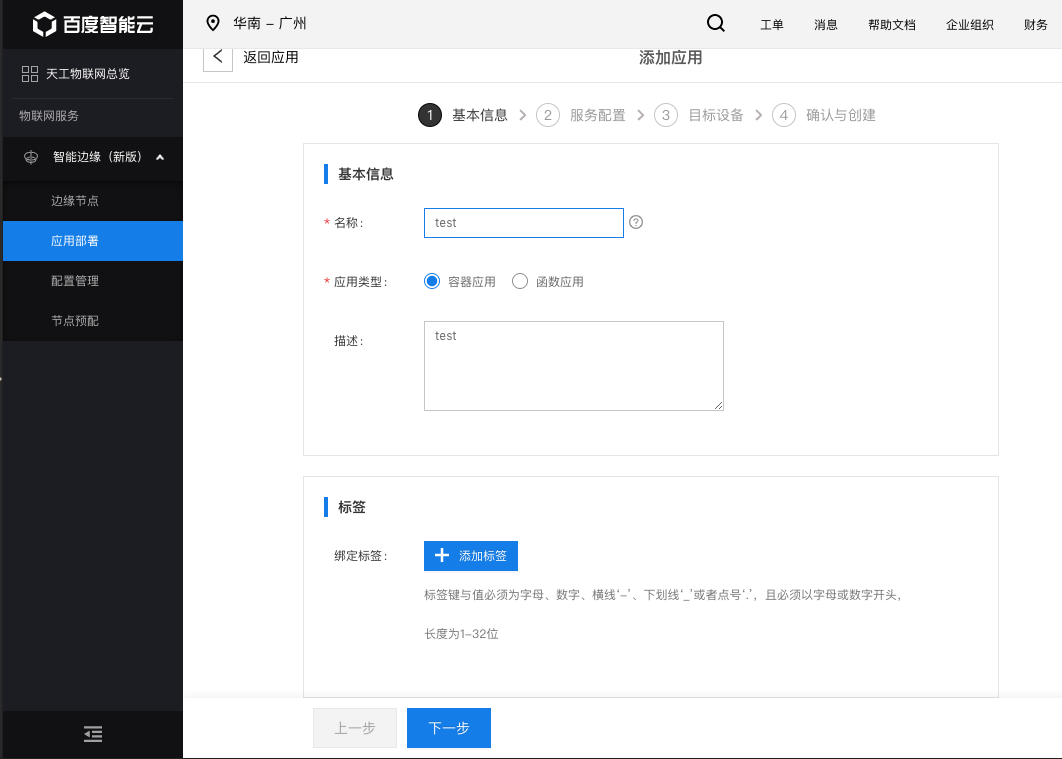 百度智能云
华南 - 广州
工单
消息
帮助文档
企业组织
财务
天工物联网总览
物联网服务
智能边缘（新版）
边缘节点
应用部署
配置管理
节点预配
返回应用
添加应用
1 基本信息 2 服务配置 3 目标设备 4 确认与创建
基本信息
* 名称： test ?
* 应用类型： 容器应用 函数应用
描述： test
标签
绑定标签： 添加标签
标签键与值必须为字母、数字、横线‘-’、下划线‘_’或者点号‘.’，且必须以字母或数字开头，
长度为1-32位
上一步 下一步